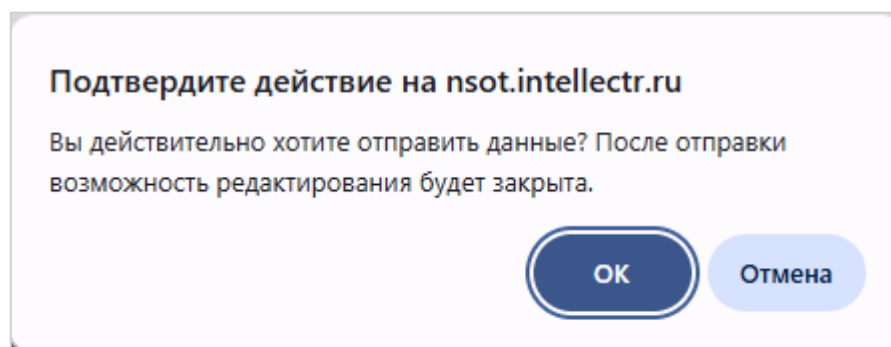 Подтвердите действие на nsot.intellectr.ru
Вы действительно хотите отправить данные? После отправки
возможность редактирования будет закрыта.
ОК
Отмена